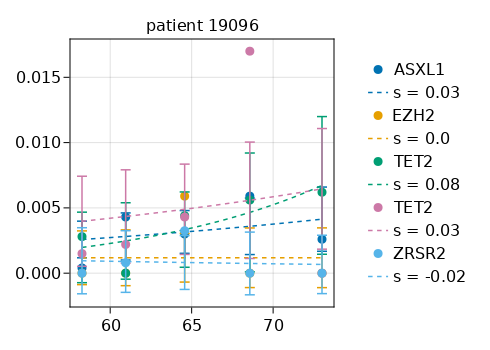 patient 19096
0.015
0.010
0.005
0.000
60
65
70
ASXL1
s = 0.03
EZH2
s = 0.0
TET2
s = 0.08
TET2
s = 0.03
ZRSR2
s = -0.02